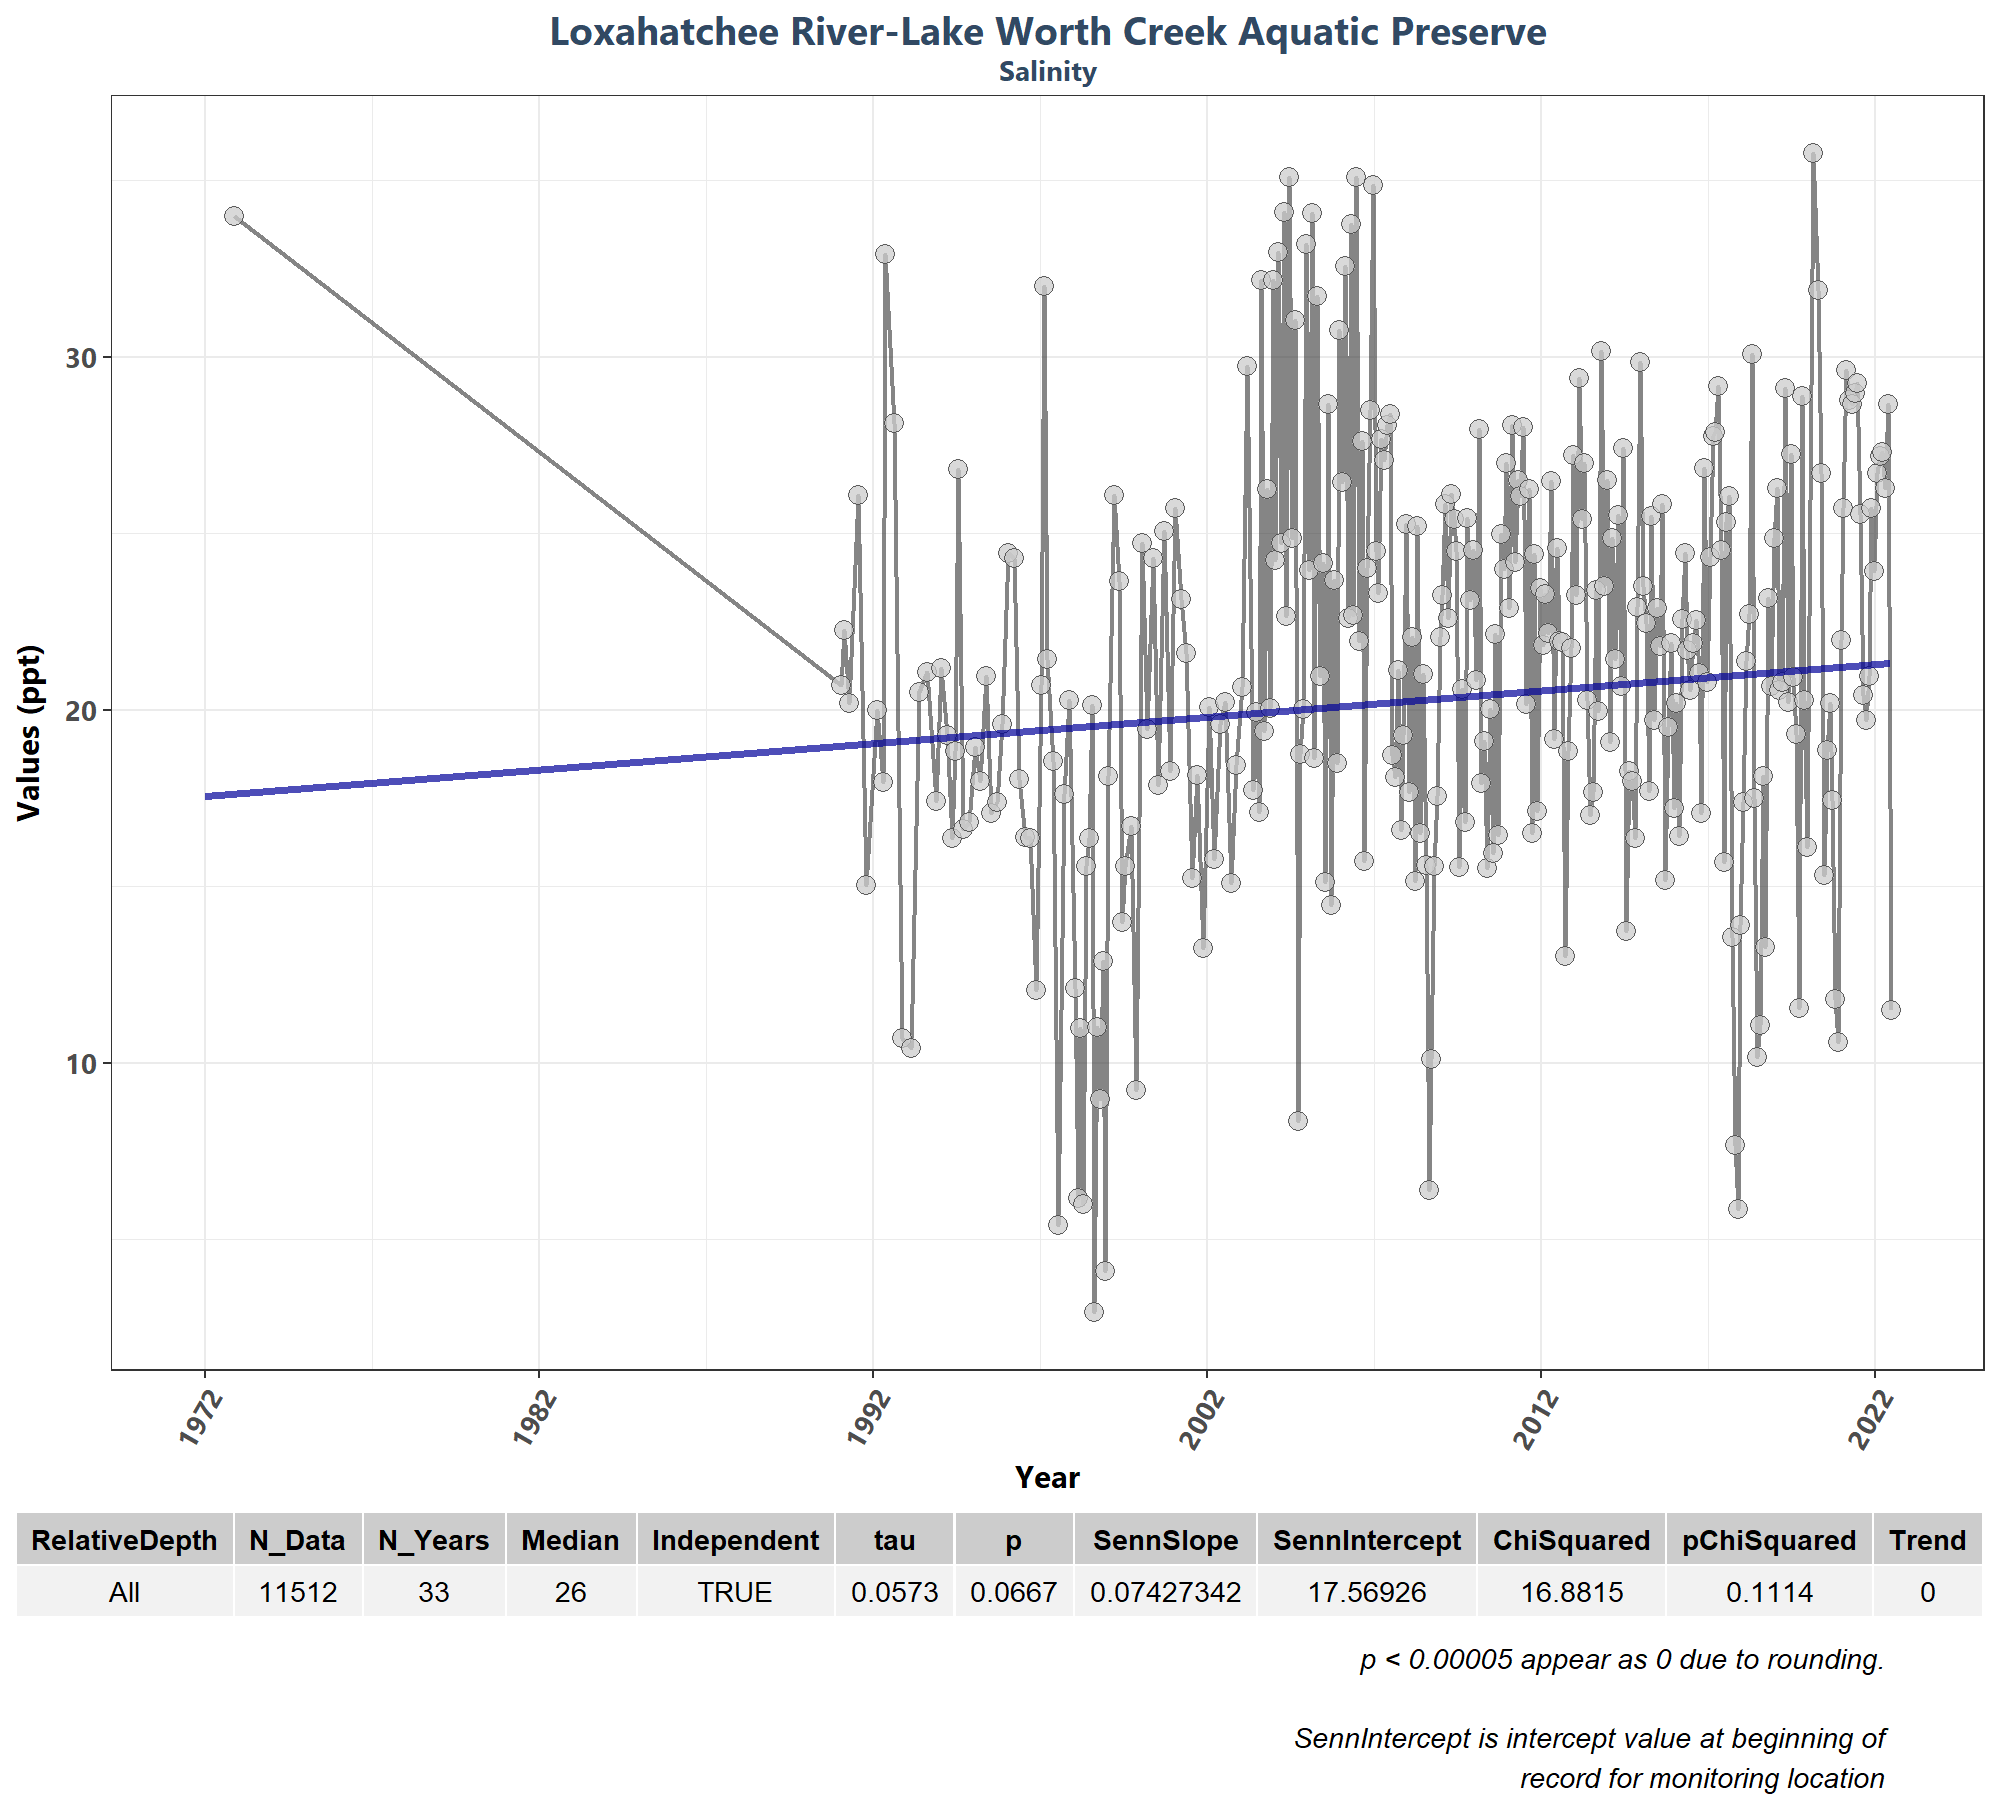 Loxahatchee River-Lake Worth Creek Aquatic Preserve
Salinity
Values (ppt)
30
20
10
1972 1982 1992 2002 2012 2022
Year
RelativeDepth N_Data N_Years Median Independent tau p SennSlope SennIntercept ChiSquared pChiSquared Trend
All 11512 33 26 TRUE 0.0573 0.0667 0.07427342 17.56926 16.8815 0.1114 0
p < 0.00005 appear as 0 due to rounding.
SennIntercept is intercept value at beginning of
record for monitoring location